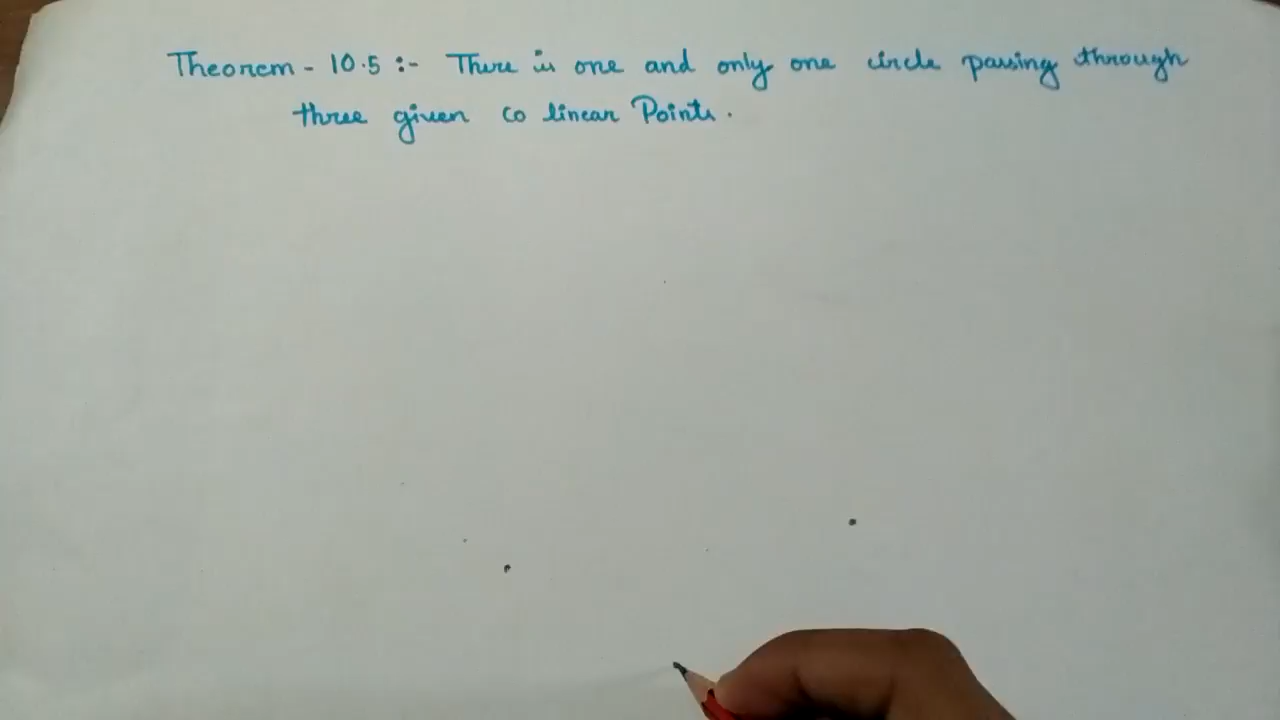 Theorem - 10.5 :- There is one and only one circle passing through
three given co linear Points.